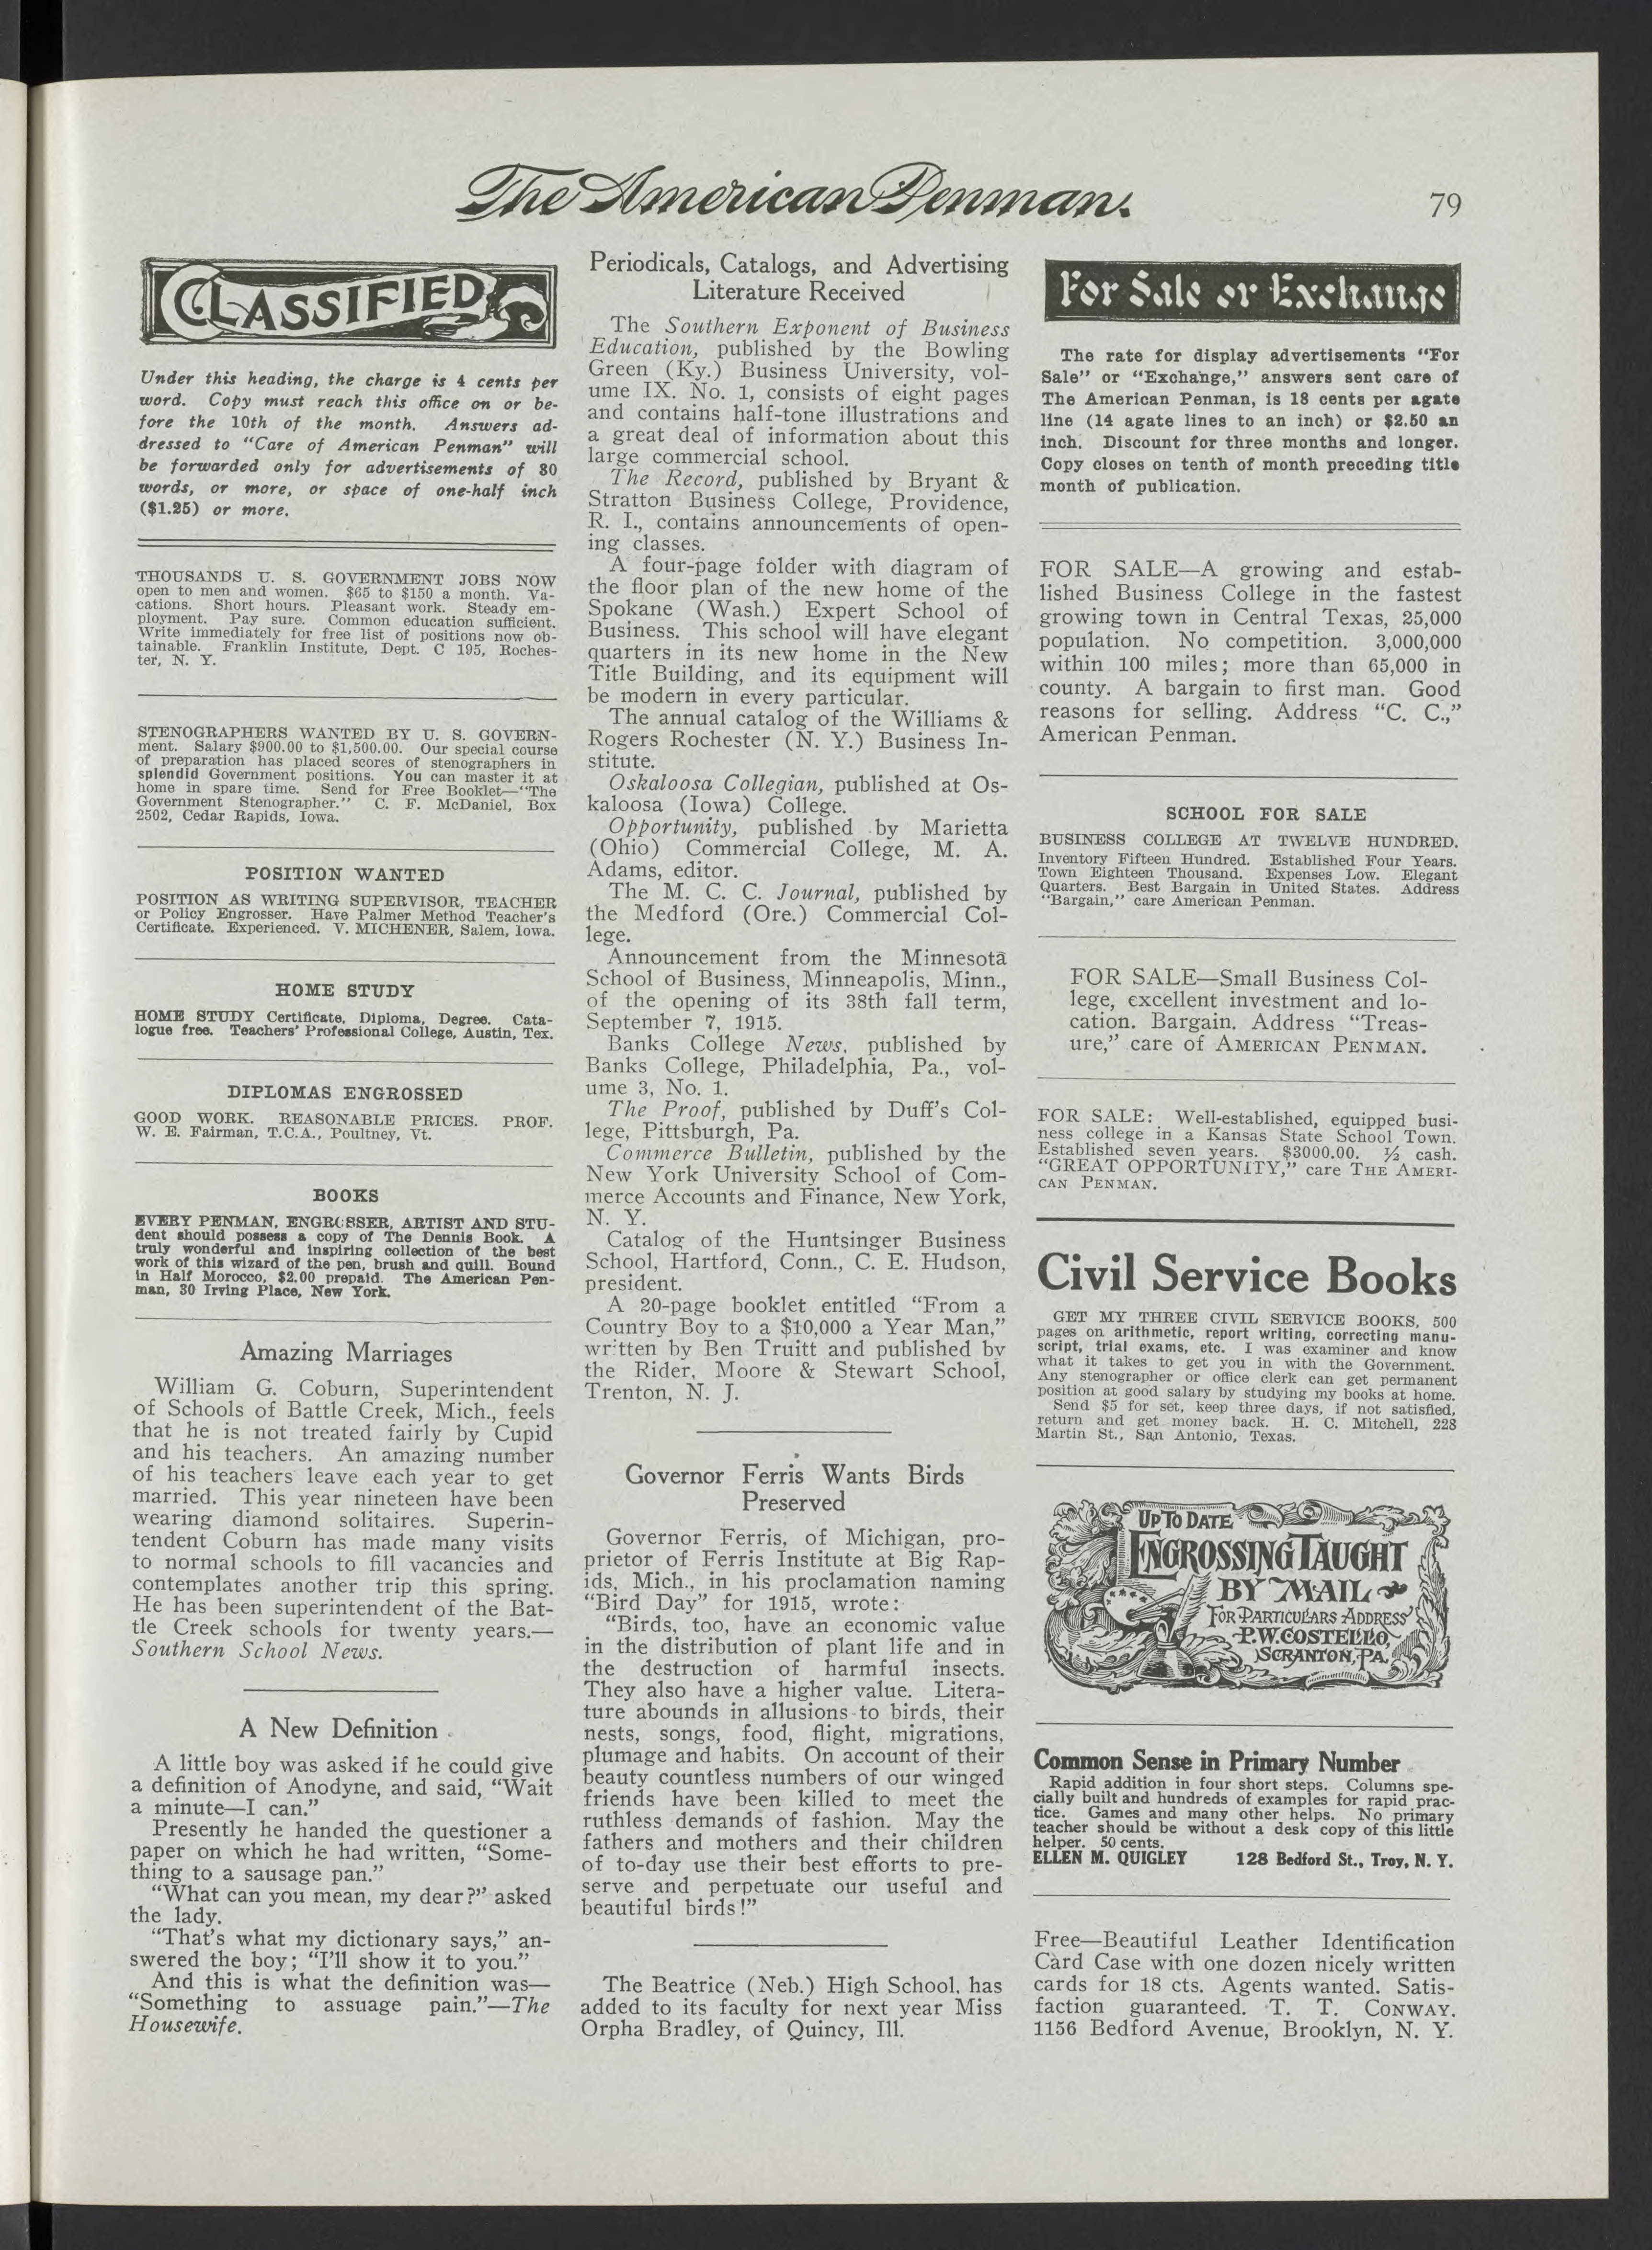 The American Penman.
79
CLASSIFIED
Under this heading, the charge is 4 cents per
word. Copy must reach this office on or be-
fore the 10th of the month. Answers ad-
dressed to “Care of American Penman” will
be forwarded only for advertisements of 30
words, or more, or space of one-half inch
($1.25) or more.
THOUSANDS U. S. GOVERNMENT JOBS NOW
open to men and women. $65 to $150 a month. Va-
cations. Short hours. Pleasant work. Steady em-
ployment. Pay sure. Common education sufficient.
Write immediately for free list of positions now ob-
tainable. Franklin Institute, Dept. C 195, Roches-
ter, N. Y.
STENOGRAPHERS WANTED BY U. S. GOVERN-
ment. Salary $900.00 to $1,500.00. Our special course
of preparation has placed scores of stenographers in
splendid Government positions. You can master it at
home in spare time. Send for Free Booklet—“The
Government Stenographer.” C. F. McDaniel, Box
2502, Cedar Rapids, Iowa.
POSITION WANTED
POSITION AS WRITING SUPERVISOR, TEACHER
or Policy Engrosser. Have Palmer Method Teacher's
Certificate. Experienced. V. MICHENER, Salem, Iowa.
HOME STUDY
HOME STUDY Certificate, Diploma, Degree. Cata-
logue free. Teachers' Professional College, Austin, Tex.
DIPLOMAS ENGROSSED
GOOD WORK. REASONABLE PRICES. PROF.
W. E. Fairman, T.C.A., Poultney, Vt.
BOOKS
EVERY PENMAN, ENGROSSER, ARTIST AND STU-
dent should possess a copy of The Dennis Book. A
truly wonderful and inspiring collection of the best
work of this wizard of the pen, brush and quill. Bound
in Half Morocco, $2.00 prepaid. The American Pen-
man, 30 Irving Place, New York.
Amazing Marriages
William G. Coburn, Superintendent
of Schools of Battle Creek, Mich., feels
that he is not treated fairly by Cupid
and his teachers. An amazing number
of his teachers leave each year to get
married. This year nineteen have been
wearing diamond solitaires. Superin-
tendent Coburn has made many visits
to normal schools to fill vacancies and
contemplates another trip this spring.
He has been superintendent of the Bat-
tle Creek schools for twenty years.—
Southern School News.
A New Definition
A little boy was asked if he could give
a definition of Anodyne, and said, “Wait
a minute—I can.”
Presently he handed the questioner a
paper on which he had written, “Some-
thing to a sausage pan.”
“What can you mean, my dear?” asked
the lady.
“That's what my dictionary says,” an-
swered the boy; “I'll show it to you.”
And this is what the definition was—
“Something to assuage pain.”—The
Housewife.
Periodicals, Catalogs, and Advertising
Literature Received
The Southern Exponent of Business
Education, published by the Bowling
Green (Ky.) Business University, vol-
ume IX. No. 1, consists of eight pages
and contains half-tone illustrations and
a great deal of information about this
large commercial school.
The Record, published by Bryant &
Stratton Business College, Providence,
R. I., contains announcements of open-
ing classes.
A four-page folder with diagram of
the floor plan of the new home of the
Spokane (Wash.) Expert School of
Business. This school will have elegant
quarters in its new home in the New
Title Building, and its equipment will
be modern in every particular.
The annual catalog of the Williams &
Rogers Rochester (N. Y.) Business In-
stitute.
Oskaloosa Collegian, published at Os-
kaloosa (Iowa) College.
Opportunity, published by Marietta
(Ohio) Commercial College, M. A.
Adams, editor.
The M. C. C. Journal, published by
the Medford (Ore.) Commercial Col-
lege.
Announcement from the Minnesota
School of Business, Minneapolis, Minn.,
of the opening of its 38th fall term,
September 7, 1915.
Banks College News, published by
Banks College, Philadelphia, Pa., vol-
ume 3, No. 1.
The Proof, published by Duff's Col-
lege, Pittsburgh, Pa.
Commerce Bulletin, published by the
New York University School of Com-
merce Accounts and Finance, New York,
N. Y.
Catalog of the Huntsinger Business
School, Hartford, Conn., C. E. Hudson,
president.
A 20-page booklet entitled “From a
Country Boy to a $10,000 a Year Man,”
written by Ben Truitt and published by
the Rider, Moore & Stewart School,
Trenton, N. J.
Governor Ferris Wants Birds
Preserved
Governor Ferris, of Michigan, pro-
prietor of Ferris Institute at Big Rap-
ids, Mich., in his proclamation naming
“Bird Day” for 1915, wrote:
“Birds, too, have an economic value
in the distribution of plant life and in
the destruction of harmful insects.
They also have a higher value. Litera-
ture abounds in allusions to birds, their
nests, songs, food, flight, migrations,
plumage and habits. On account of their
beauty countless numbers of our winged
friends have been killed to meet the
ruthless demands of fashion. May the
fathers and mothers and their children
of to-day use their best efforts to pre-
serve and perpetuate our useful and
beautiful birds!”
The Beatrice (Neb.) High School, has
added to its faculty for next year Miss
Orpha Bradley, of Quincy, Ill.
For Sale or Exchange
The rate for display advertisements “For
Sale” or “Exchange,” answers sent care of
The American Penman, is 18 cents per agate
line (14 agate lines to an inch) or $2.50 an
inch. Discount for three months and longer.
Copy closes on tenth of month preceding title
month of publication.
FOR SALE—A growing and estab-
lished Business College in the fastest
growing town in Central Texas, 25,000
population. No competition. 3,000,000
within 100 miles; more than 65,000 in
county. A bargain to first man. Good
reasons for selling. Address “C. C.,”
American Penman.
SCHOOL FOR SALE
BUSINESS COLLEGE AT TWELVE HUNDRED.
Inventory Fifteen Hundred. Established Four Years.
Town Eighteen Thousand. Expenses Low. Elegant
Quarters. Best Bargain in United States. Address
“Bargain,” care American Penman.
FOR SALE—Small Business Col-
lege, excellent investment and lo-
cation. Bargain. Address “Treas-
ure,” care of AMERICAN PENMAN.
FOR SALE: Well-established, equipped busi-
ness college in a Kansas State School Town.
Established seven years. $3000.00. ½ cash.
“GREAT OPPORTUNITY,” care THE AMERI-
CAN PENMAN.
Civil Service Books
GET MY THREE CIVIL SERVICE BOOKS, 500
pages on arithmetic, report writing, correcting manu-
script, trial exams, etc. I was examiner and know
what it takes to get you in with the Government.
Any stenographer or office clerk can get permanent
position at good salary by studying my books at home.
Send $5 for set, keep three days, if not satisfied,
return and get money back. H. C. Mitchell, 228
Martin St., San Antonio, Texas.
UP TO DATE
ENGROSSING TAUGHT
BY MAIL
FOR PARTICULARS ADDRESS
P.W. COSTELLO,
SCRANTON, PA.
Common Sense in Primary Number
Rapid addition in four short steps. Columns spe-
cially built and hundreds of examples for rapid prac-
tice. Games and many other helps. No primary
teacher should be without a desk copy of this little
helper. 50 cents.
ELLEN M. QUIGLEY 128 Bedford St., Troy, N. Y.
Free—Beautiful Leather Identification
Card Case with one dozen nicely written
cards for 18 cts. Agents wanted. Satis-
faction guaranteed. T. T. CONWAY.
1156 Bedford Avenue, Brooklyn, N. Y.